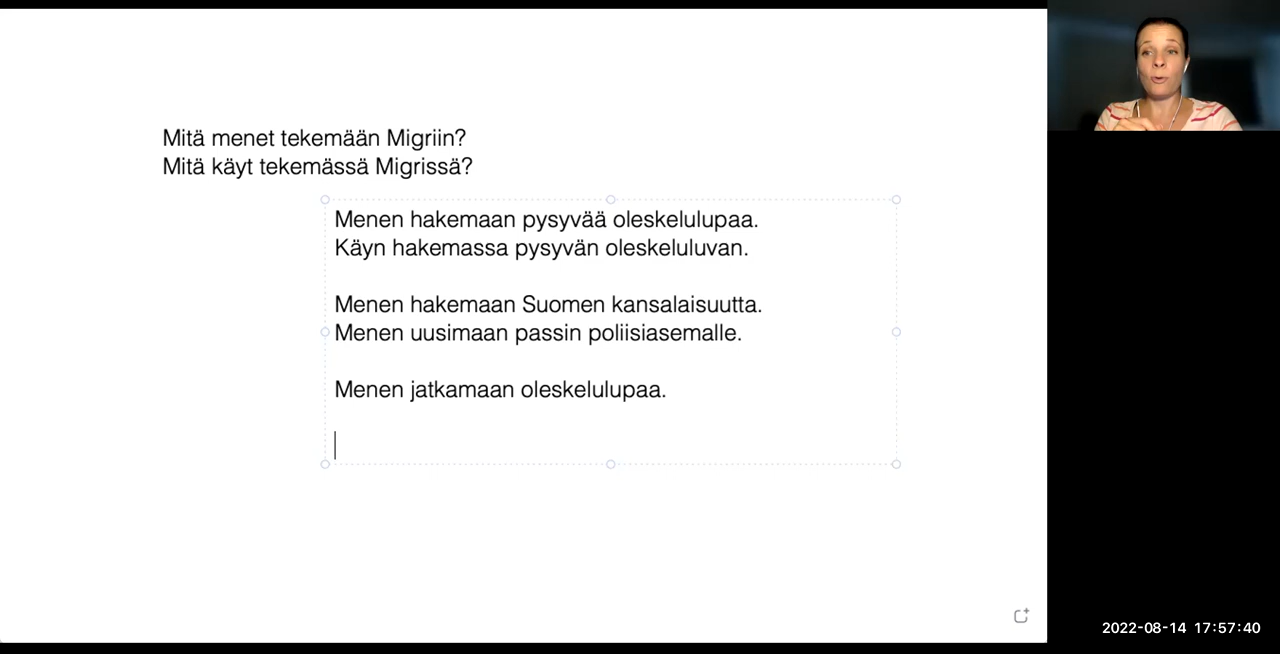 Mitä menet tekemään Migriin?
Mitä käyt tekemässä Migrissä?
Menen hakemaan pysyvää oleskelulupaa.
Käyn hakemassa pysyvän oleskeluluvan.
Menen hakemaan Suomen kansalaisuutta.
Menen uusimaan passin poliisiasemalle.
Menen jatkamaan oleskelulupaa.
2022-08-14 17:57:40